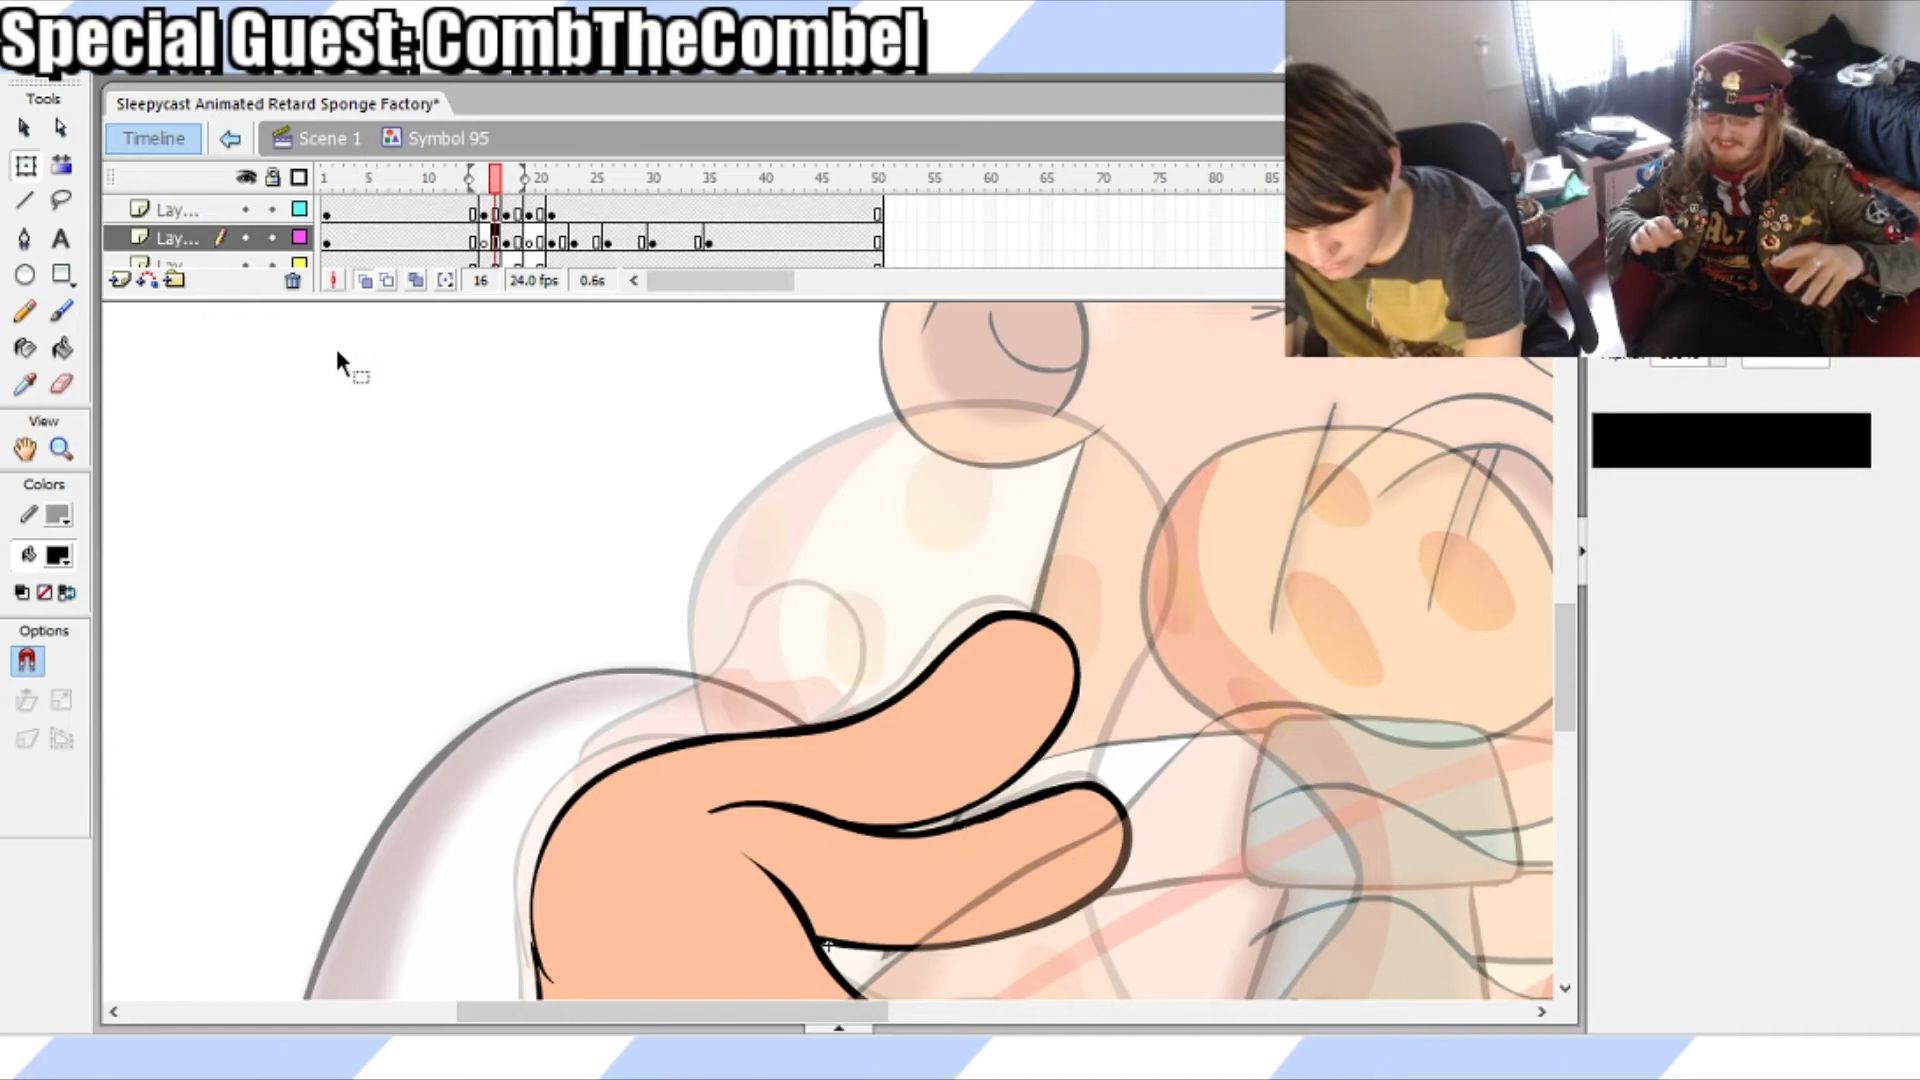 Special Guest: CombTheCombel
Tools
Sleepycast Animated Retard Sponge Factory*
Timeline
Scene 1
Symbol 95
1 5 10 20 25 30 35 40 45 50 55 60 65 70 75 80 85
Lay...
Lay...
16 24.0 fps 0.6s
View
Colors
Options